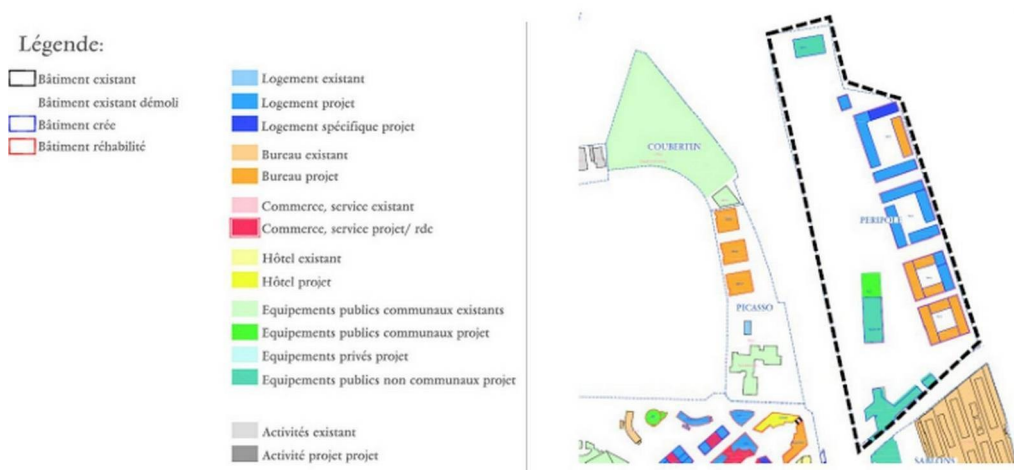 Légende:
Bâtiment existant
Bâtiment existant démoli
Bâtiment crée
Bâtiment réhabilité
Logement existant
Logement projet
Logement spécifique projet
Bureau existant
Bureau projet
Commerce, service existant
Commerce, service projet/ rdc
Hôtel existant
Hôtel projet
Equipements publics communaux existants
Equipements publics communaux projet
Equipements privés projet
Equipements publics non communaux projet
Activités existant
Activité projet projet
COUBERTIN
PERIPOLE
PICASSO
SABLONS